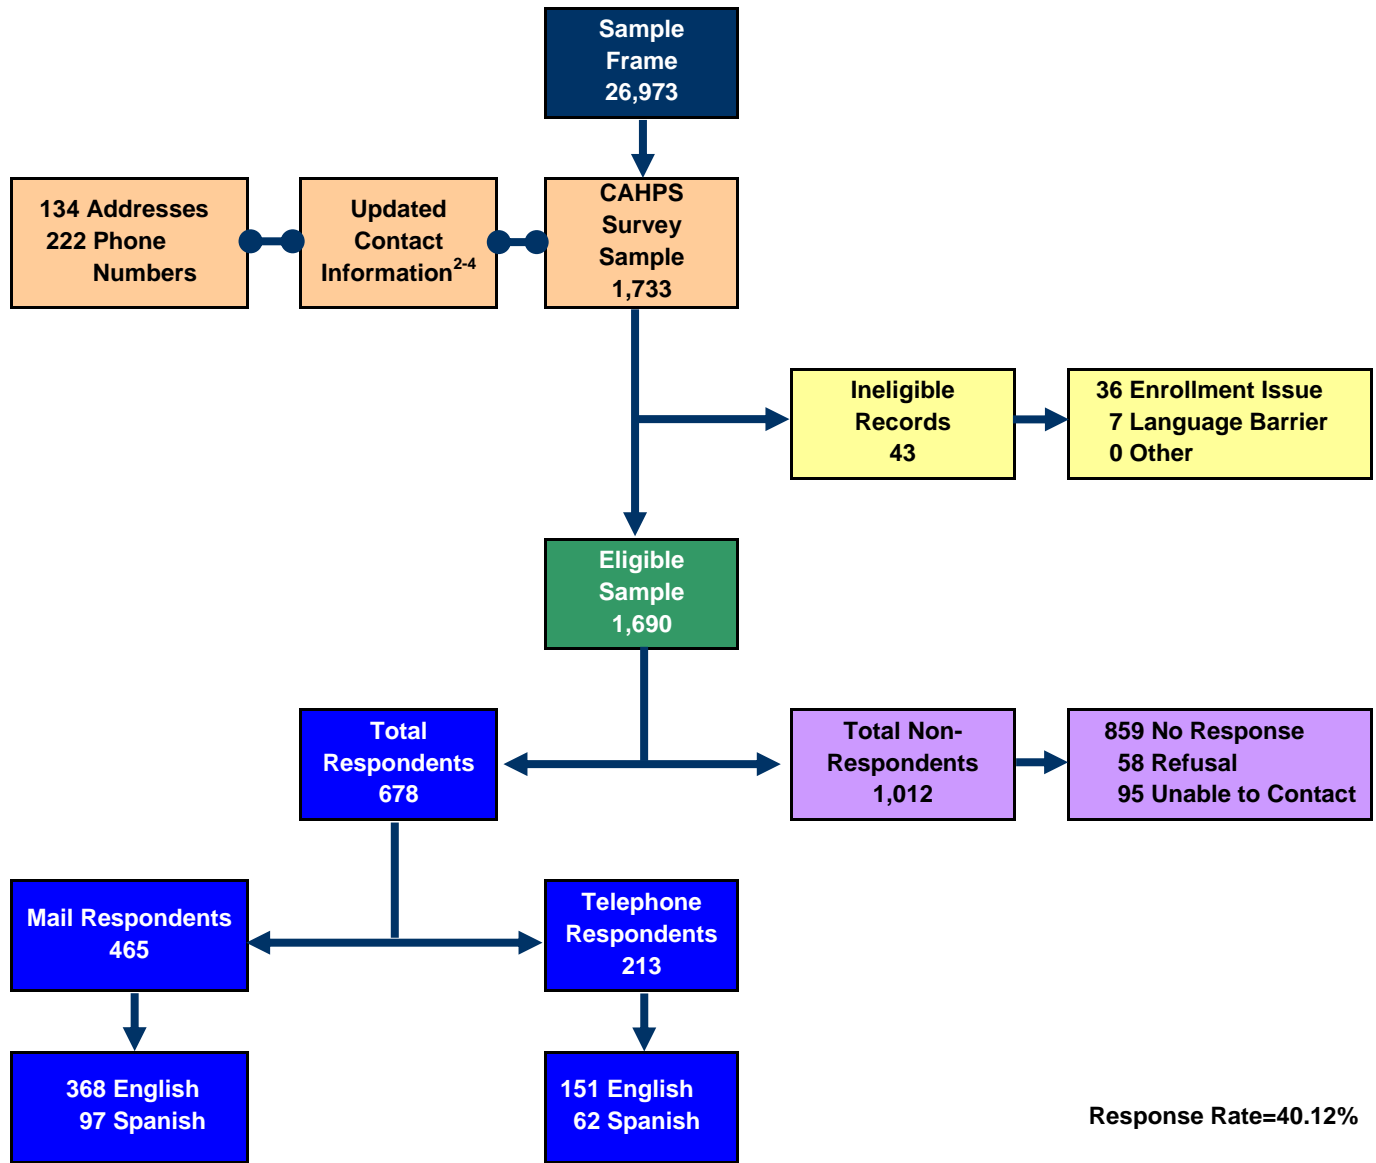 Sample
Frame
26,973
134 Addresses
222 Phone
Numbers
Updated
Contact
Information2-4
CAHPS
Survey
Sample
1,733
Ineligible
Records
43
36 Enrollment Issue
7 Language Barrier
0 Other
Eligible
Sample
1,690
Total
Respondents
678
Total Non-
Respondents
1,012
859 No Response
58 Refusal
95 Unable to Contact
Mail Respondents
465
Telephone
Respondents
213
368 English
97 Spanish
151 English
62 Spanish
Response Rate=40.12%